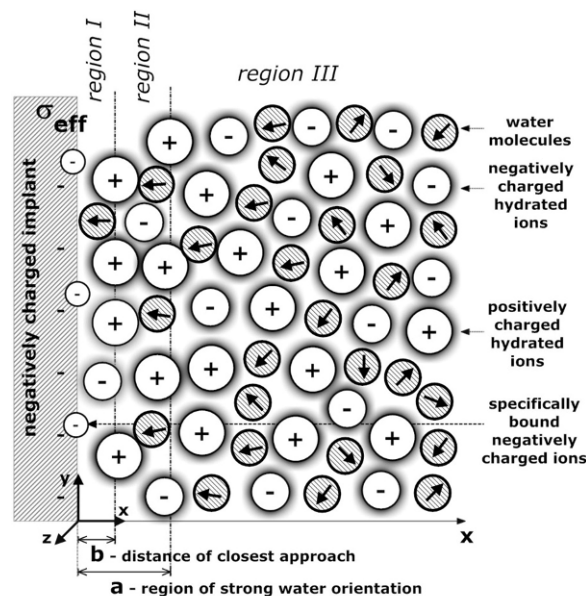 region I
region II
region III
σeff
negatively charged implant
water
molecules
negatively
charged
hydrated
ions
positively
charged
hydrated
ions
specifically
bound
negatively
charged ions
y
x
z
x
b - distance of closest approach
a - region of strong water orientation